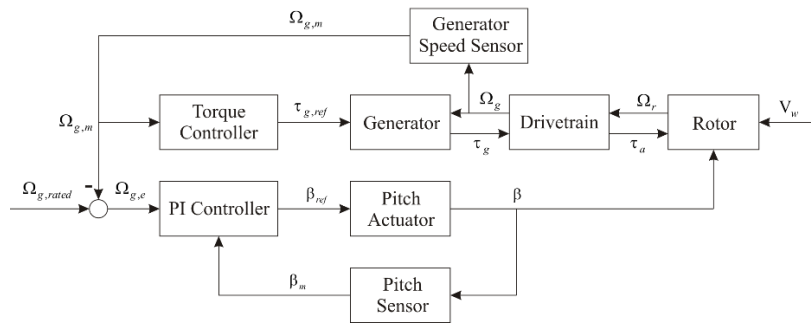 Ω_{g,m}
Generator
Speed Sensor
Ω_g
Ω_r
V_w
Ω_{g,m}
Torque
Controller
τ_{g,ref}
Generator
τ_g
Drivetrain
τ_a
Rotor
Ω_{g,rated}
-
Ω_{g,e}
PI Controller
β_{ref}
Pitch
Actuator
β
β_m
Pitch
Sensor